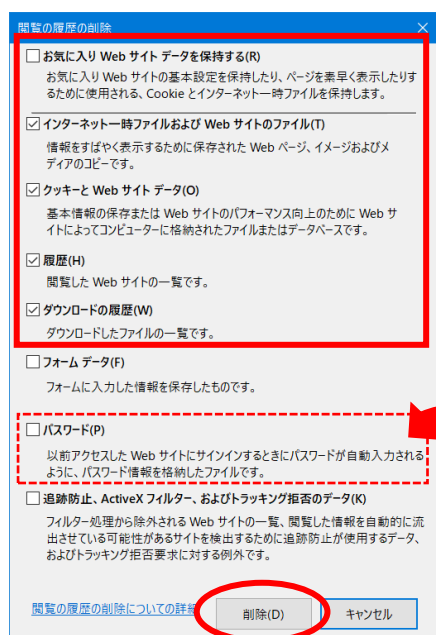 閲覧の履歴の削除
お気に入り Web サイト データを保持する(R)
お気に入り Web サイトの基本設定を保持したり、ページを素早く表示したりす
るために使用される、Cookie とインターネット一時ファイルを保持します。
インターネット一時ファイルおよび Web サイトのファイル(T)
情報をすばやく表示するために保存された Web ページ、イメージおよびメ
ディアのコピーです。
クッキーと Web サイト データ(O)
基本情報の保存または Web サイトのパフォーマンス向上のために Web サ
イトによってコンピューターに格納されたファイルまたはデータベースです。
履歴(H)
閲覧した Web サイトの一覧です。
ダウンロードの履歴(W)
ダウンロードしたファイルの一覧です。
フォーム データ(F)
フォームに入力した情報を保存したものです。
パスワード(P)
以前アクセスした Web サイトにサインインするときにパスワードが自動入力される
ように、パスワード情報を格納したファイルです。
追跡防止、ActiveX フィルター、およびトラッキング拒否のデータ(K)
フィルター処理から除外される Web サイトの一覧、閲覧した情報を自動的に流
出させている可能性があるサイトを検出するために追跡防止が使用するデータ、
およびトラッキング拒否要求に対する例外です。
閲覧の履歴の削除についての詳細
削除(D)
キャンセル